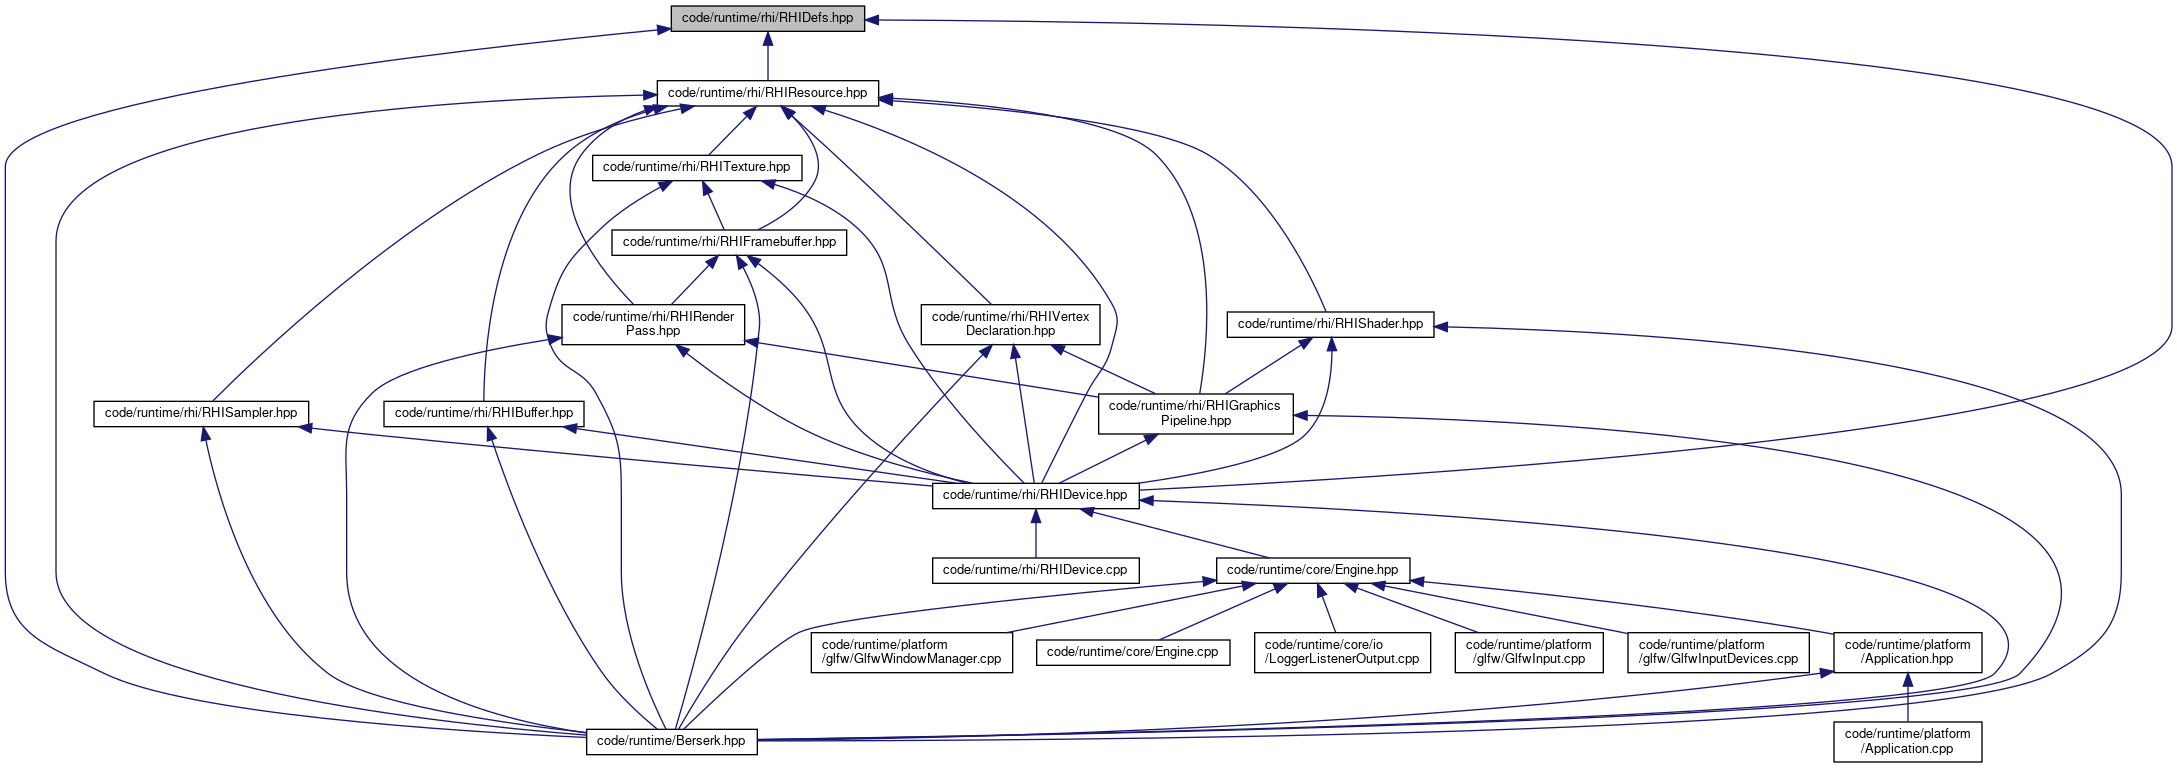 code/runtime/rhi/RHIDefs.hpp
code/runtime/rhi/RHIResource.hpp
code/runtime/rhi/RHITexture.hpp
code/runtime/rhi/RHIFramebuffer.hpp
code/runtime/rhi/RHIRender
Pass.hpp
code/runtime/rhi/RHIVertex
Declaration.hpp
code/runtime/rhi/RHIShader.hpp
code/runtime/rhi/RHISampler.hpp
code/runtime/rhi/RHIBuffer.hpp
code/runtime/rhi/RHIGraphics
Pipeline.hpp
code/runtime/rhi/RHIDevice.hpp
code/runtime/rhi/RHIDevice.cpp
code/runtime/core/Engine.hpp
code/runtime/platform
/glfw/GlfwWindowManager.cpp
code/runtime/core/Engine.cpp
code/runtime/core/io
/LoggerListenerOutput.cpp
code/runtime/platform
/glfw/GlfwInput.cpp
code/runtime/platform
/glfw/GlfwInputDevices.cpp
code/runtime/platform
/Application.hpp
code/runtime/Berserk.hpp
code/runtime/platform
/Application.cpp